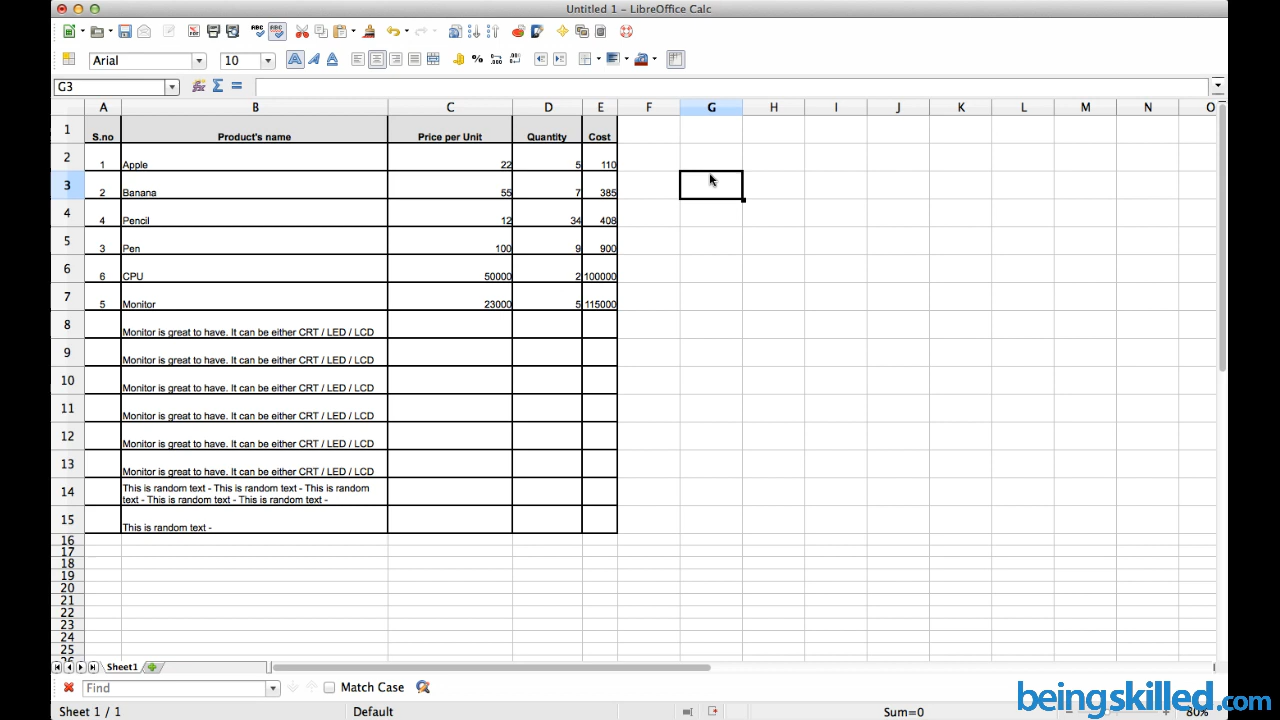 Untitled 1 - LibreOffice Calc
ABC ABC
Arial 10 A A A %
G3 fx Σ =
A B C D E F G H I J K L M N O
1 S.no Product's name Price per Unit Quantity Cost
2 1 Apple 22 5 110
3 2 Banana 55 7 385
4 4 Pencil 12 34 408
5 3 Pen 100 9 900
6 6 CPU 50000 2 100000
7 5 Monitor 23000 5 115000
8 Monitor is great to have. It can be either CRT / LED / LCD
9 Monitor is great to have. It can be either CRT / LED / LCD
10 Monitor is great to have. It can be either CRT / LED / LCD
11 Monitor is great to have. It can be either CRT / LED / LCD
12 Monitor is great to have. It can be either CRT / LED / LCD
13 Monitor is great to have. It can be either CRT / LED / LCD
14 This is random text - This is random text - This is random
text - This is random text - This is random text -
15 This is random text -
16
17
18
19
20
21
22
23
24
25
Sheet1
Find Match Case
beingskilled.com
Sheet 1 / 1 Default Sum=0 80%